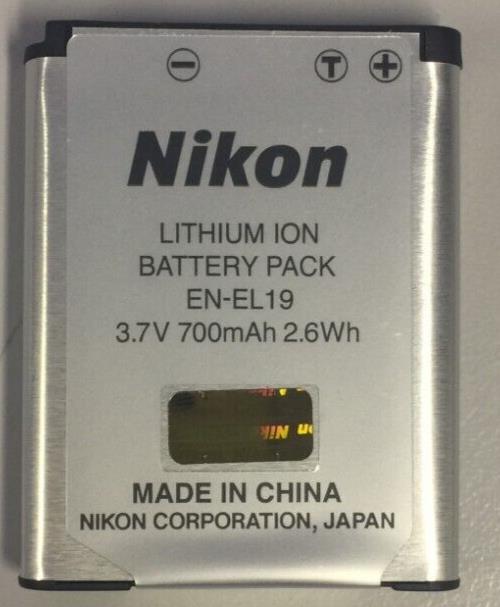 − T +
Nikon
LITHIUM ION
BATTERY PACK
EN-EL19
3.7V 700mAh 2.6Wh
MADE IN CHINA
NIKON CORPORATION, JAPAN